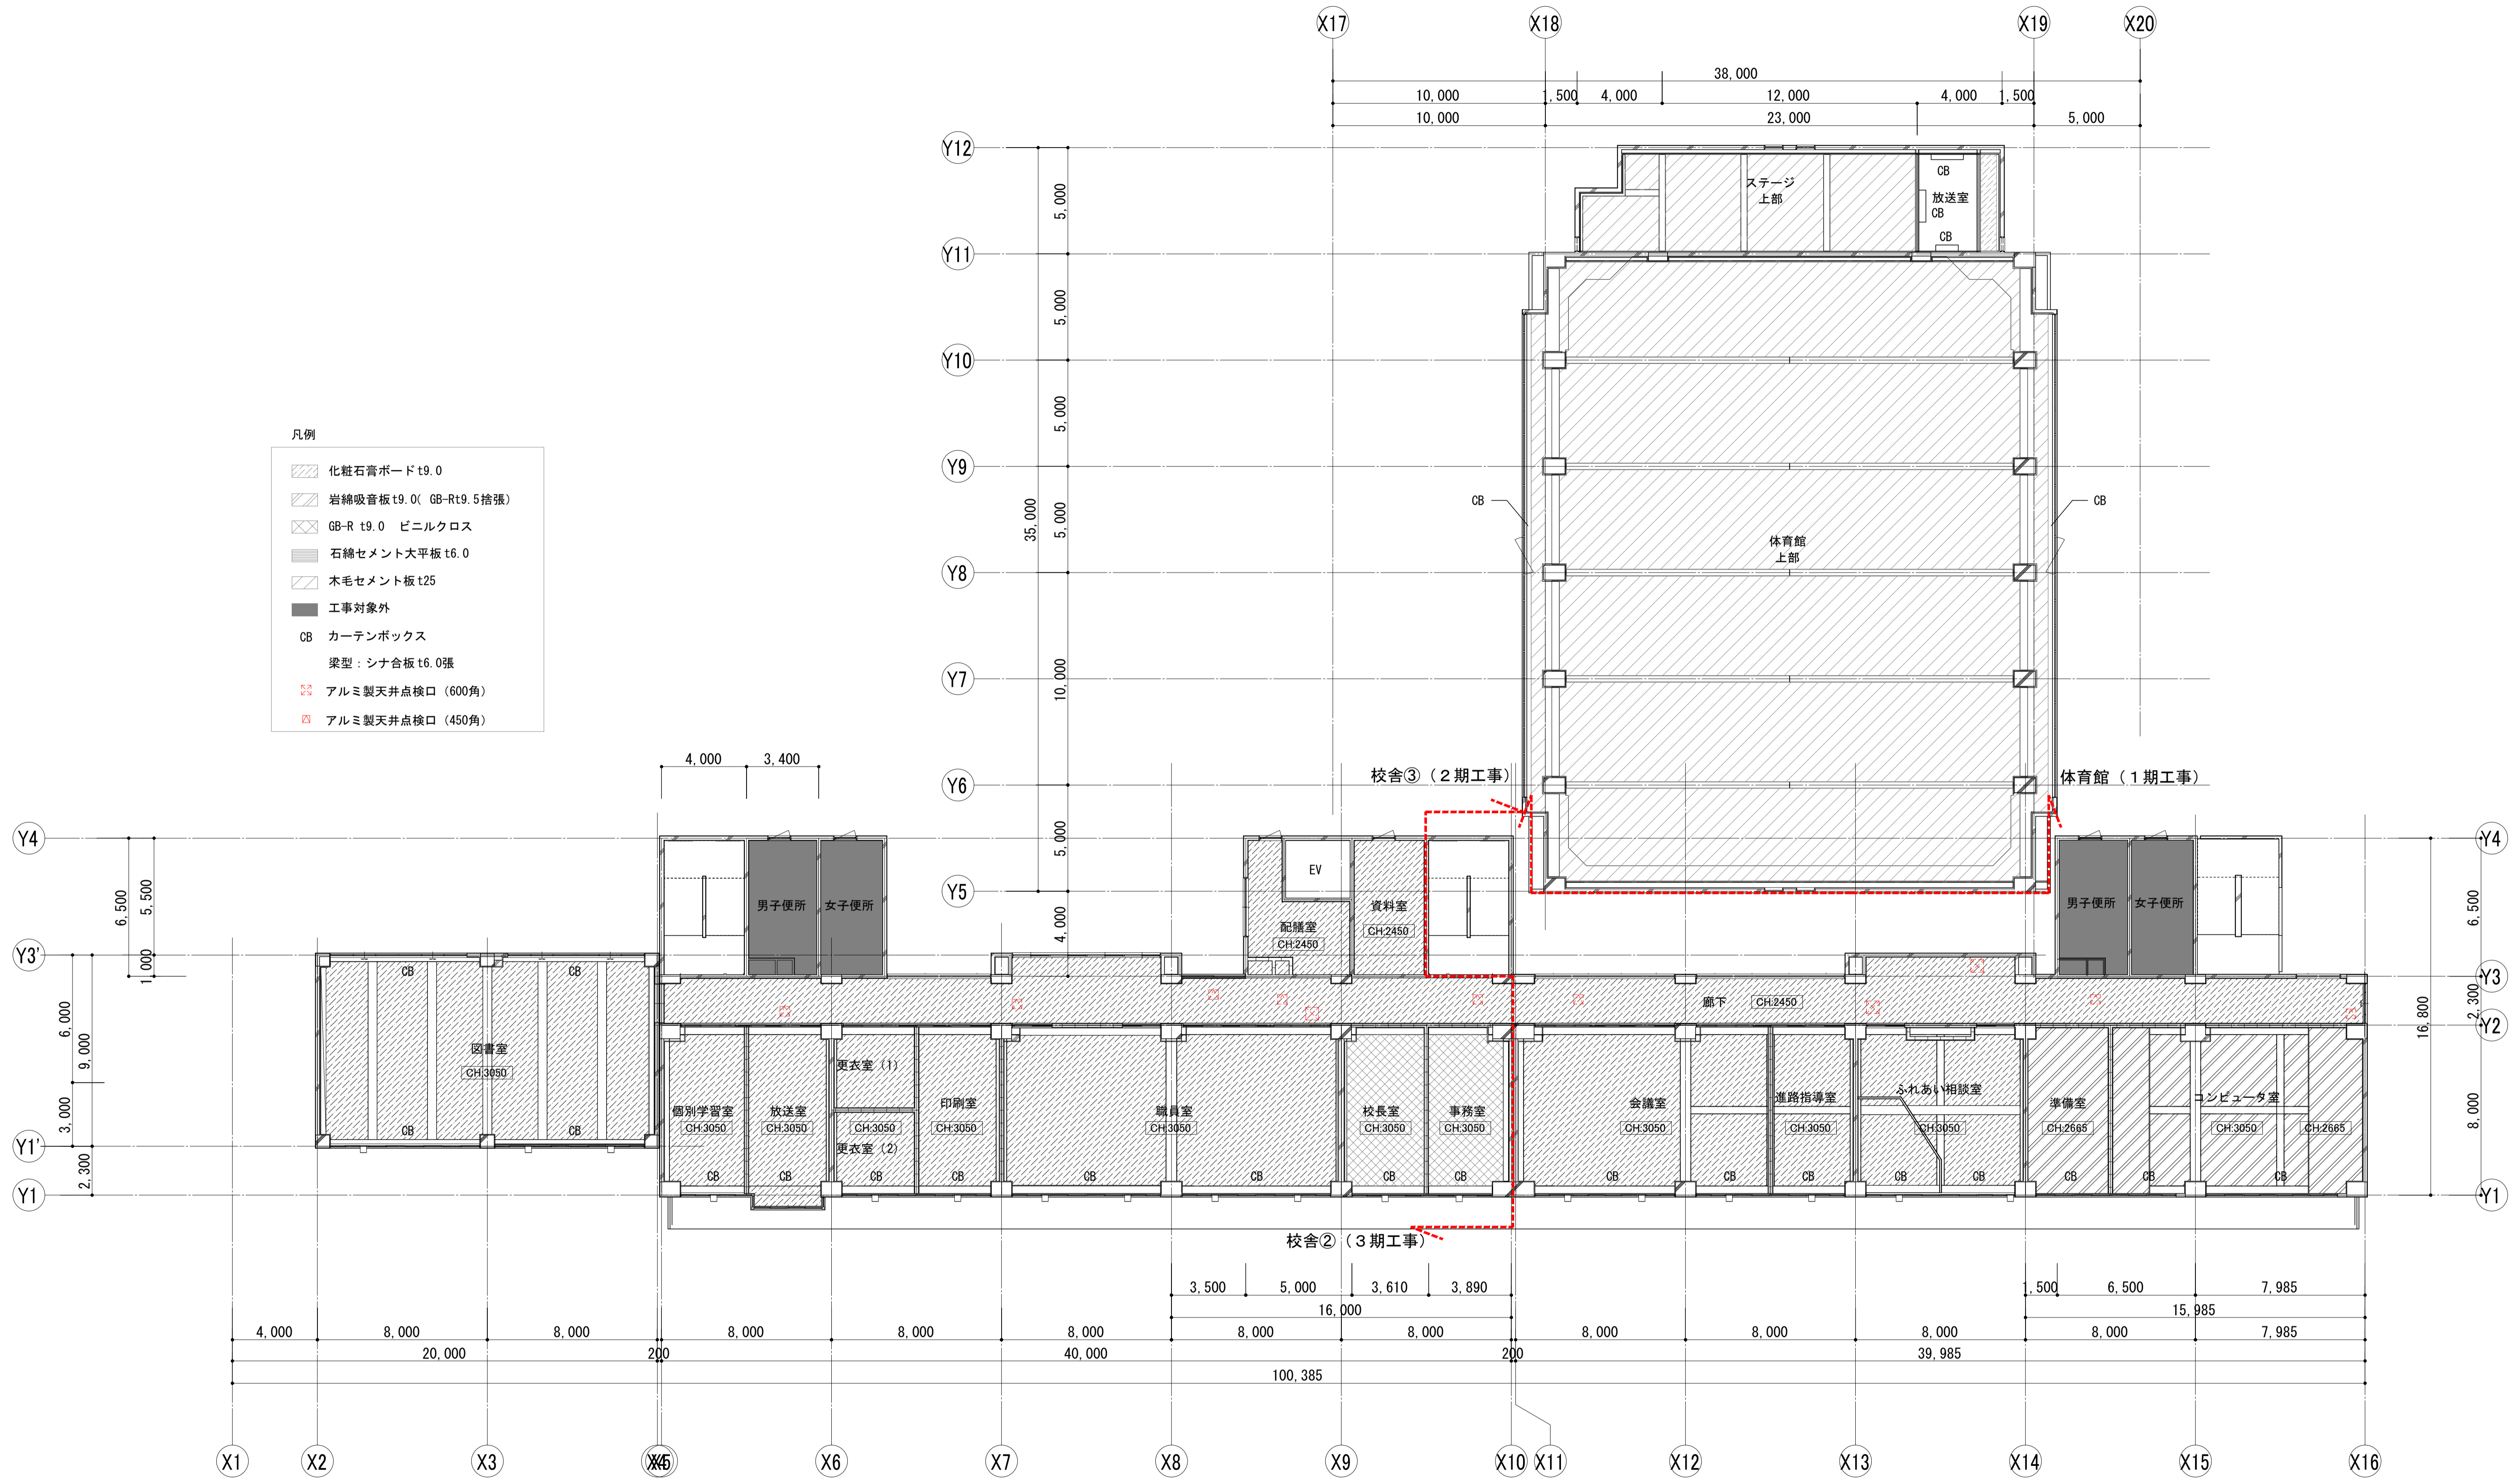 X17
X18
X19
X20
38,000
10,000
1,500
4,000
12,000
4,000
1,500
10,000
23,000
5,000
Y12
Y11
Y10
Y9
Y8
Y7
Y6
Y5
5,000
5,000
5,000
5,000
10,000
5,000
4,000
35,000
ステージ
上部
CB
放送室
CB
CB
CB
CB
体育館
上部
凡例
化粧石膏ボードt9.0
岩綿吸音板t9.0( GB-Rt9.5捨張)
GB-R t9.0 ビニルクロス
石綿セメント大平板t6.0
木毛セメント板t25
工事対象外
CB カーテンボックス
梁型：シナ合板t6.0張
アルミ製天井点検口（600角）
アルミ製天井点検口（450角）
校舎③（２期工事）
体育館（１期工事）
4,000
3,400
Y4
Y3'
Y1'
Y1
6,500
5,500
1,000
6,000
9,000
3,000
2,300
Y4
Y3
Y2
Y1
6,500
2,300
16,800
8,000
男子便所
女子便所
EV
配膳室
CH:2450
資料室
CH:2450
男子便所
女子便所
廊下
CH:2450
CB
CB
図書室
CH:3050
CB
CB
個別学習室
CH:3050
CB
放送室
CH:3050
CB
更衣室（1）
CH:3050
更衣室（2）
CB
印刷室
CH:3050
CB
職員室
CH:3050
CB
CB
校長室
CH:3050
CB
事務室
CH:3050
CB
会議室
CH:3050
CB
CB
進路指導室
CH:3050
CB
ふれあい相談室
CH:3050
CB
CB
準備室
CH:2665
CB
CB
コンピュータ室
CH:3050
CH:2665
CB
校舎②（３期工事）
3,500
5,000
3,610
3,890
16,000
1,500
6,500
7,985
15,985
4,000
8,000
8,000
8,000
8,000
8,000
8,000
8,000
8,000
8,000
8,000
8,000
7,985
20,000
200
40,000
200
39,985
100,385
X1
X2
X3
X5
X6
X7
X8
X9
X10
X11
X12
X13
X14
X15
X16